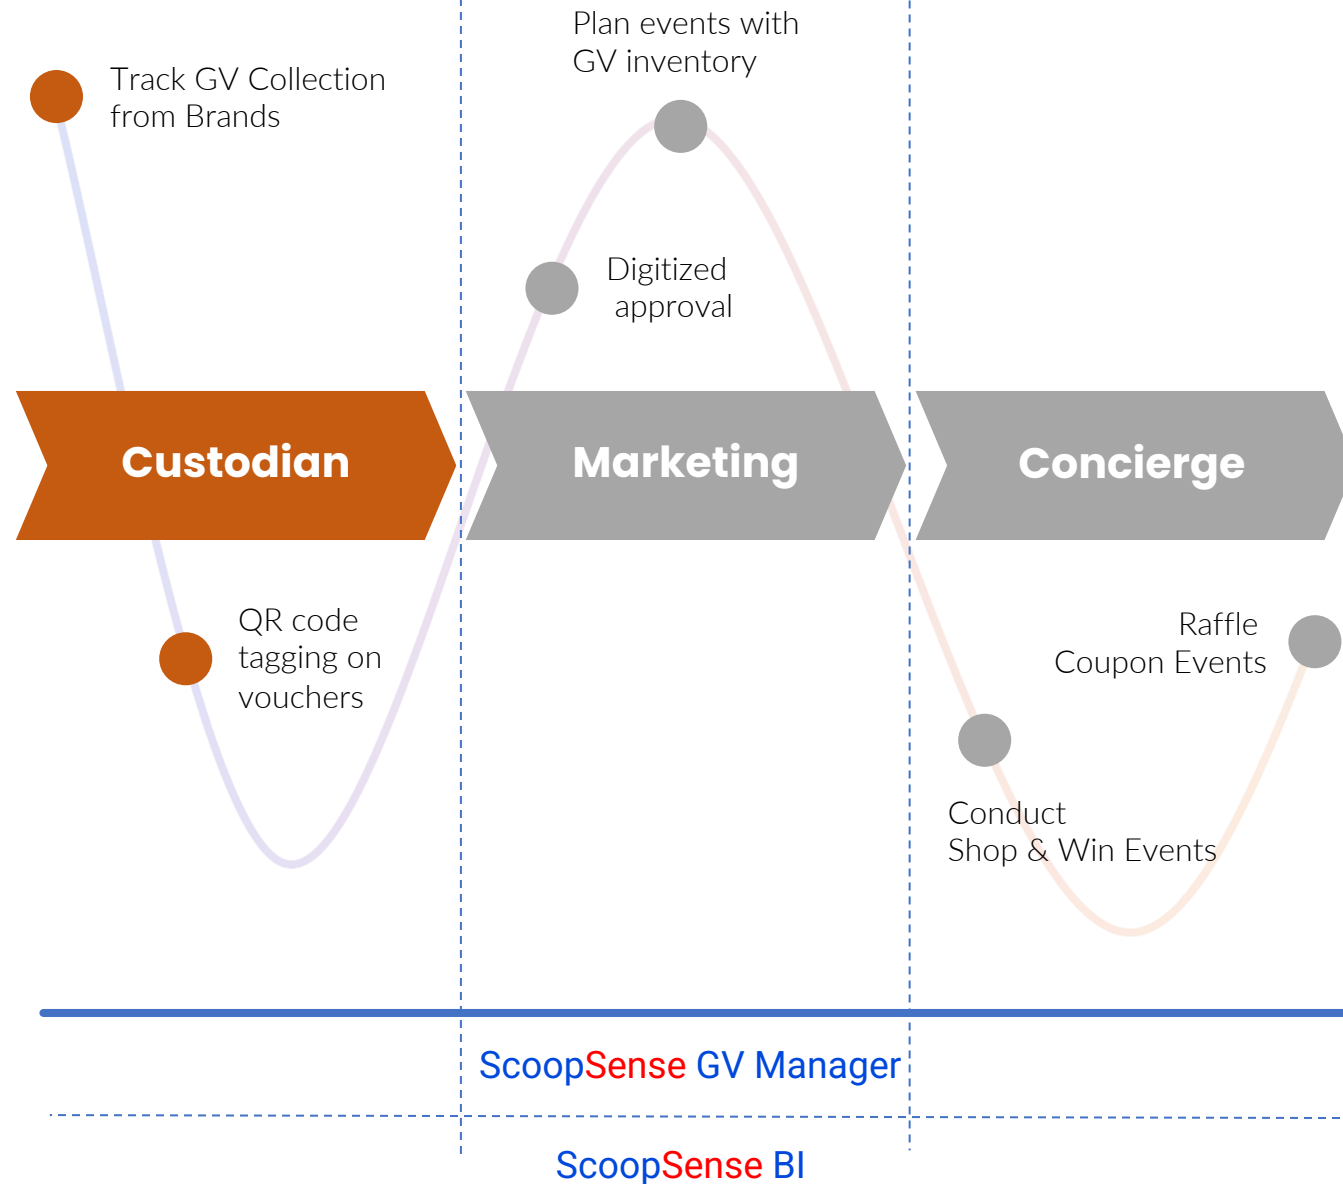 Plan events with
GV inventory
Track GV Collection
from Brands
Digitized
approval
Custodian
Marketing
Concierge
QR code
tagging on
vouchers
Raffle
Coupon Events
Conduct
Shop & Win Events
ScoopSense GV Manager
ScoopSense BI